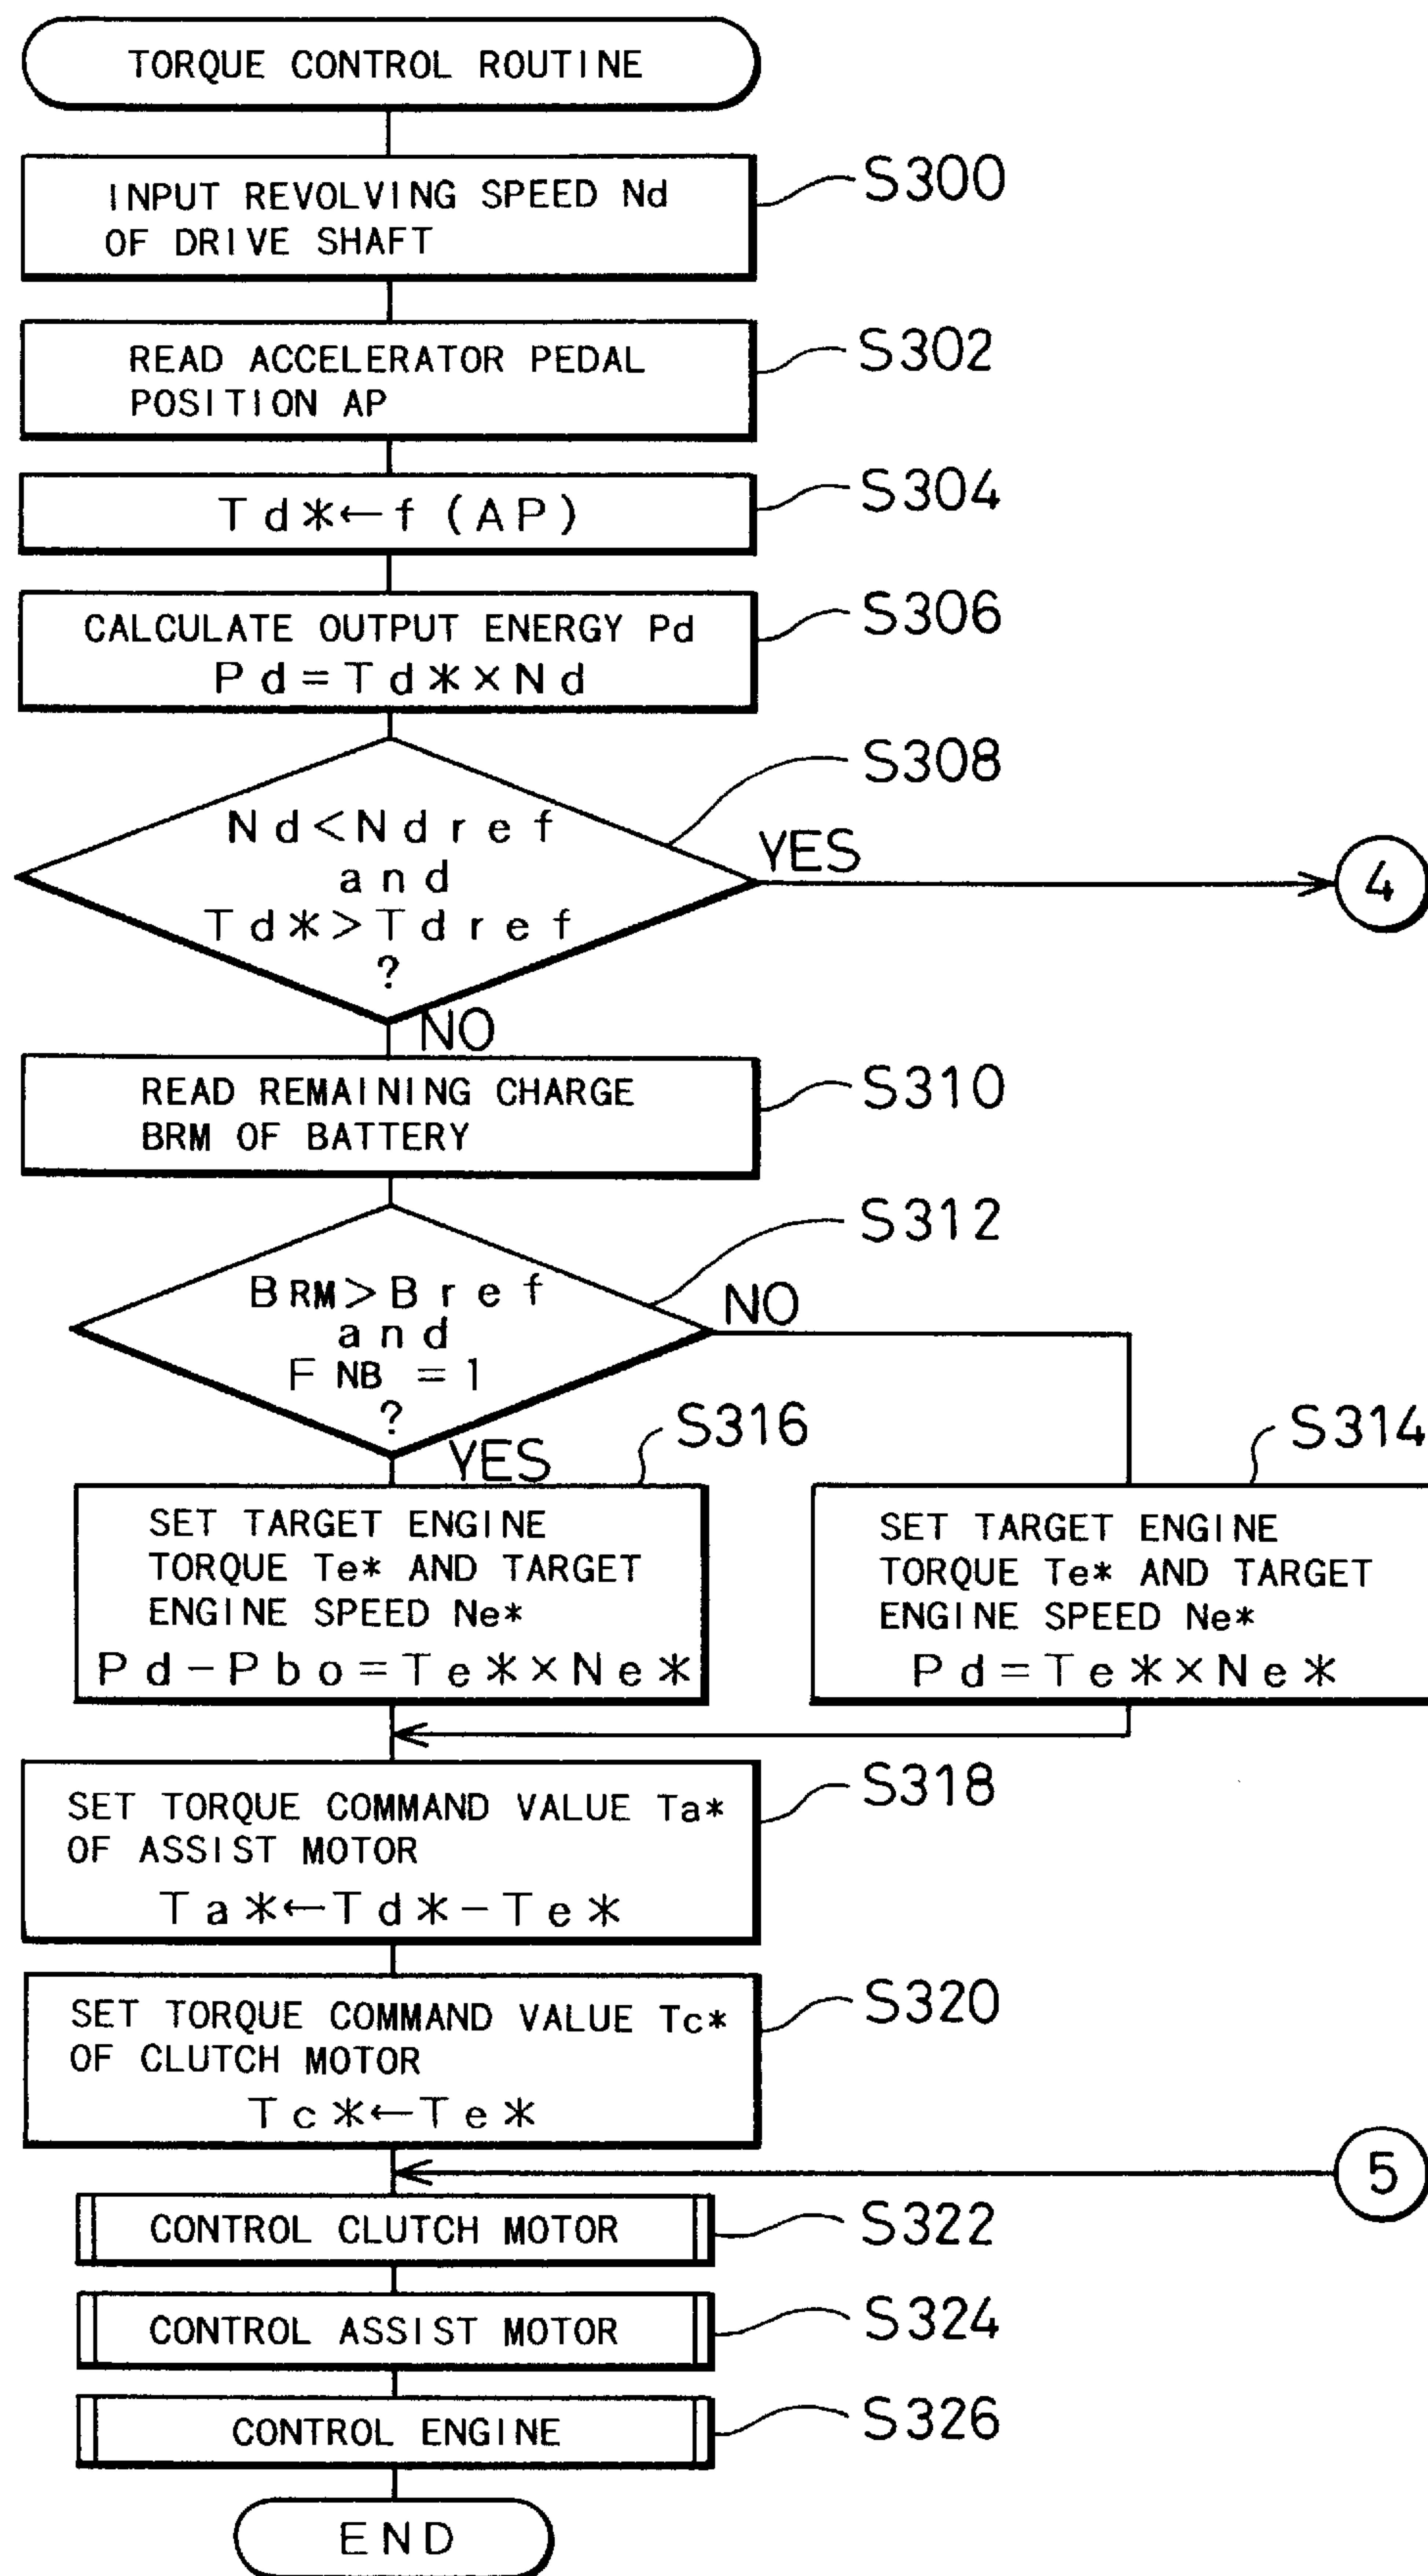 TORQUE CONTROL ROUTINE
INPUT REVOLVING SPEED Nd
OF DRIVE SHAFT
S300
READ ACCELERATOR PEDAL
POSITION AP
S302
Td*←f(AP)
S304
CALCULATE OUTPUT ENERGY Pd
Pd=Td*×Nd
S306
Nd<Ndref
and
Td*>Tdref
?
S308
YES
4
NO
READ REMAINING CHARGE
BRM OF BATTERY
S310
BRM>Bref
and
FNB =1
?
S312
NO
YES
S316
SET TARGET ENGINE
TORQUE Te* AND TARGET
ENGINE SPEED Ne*
Pd-Pbo=Te*×Ne*
S314
SET TARGET ENGINE
TORQUE Te* AND TARGET
ENGINE SPEED Ne*
Pd=Te*×Ne*
SET TORQUE COMMAND VALUE Ta*
OF ASSIST MOTOR
Ta*←Td*-Te*
S318
SET TORQUE COMMAND VALUE Tc*
OF CLUTCH MOTOR
Tc*←Te*
S320
5
CONTROL CLUTCH MOTOR
S322
CONTROL ASSIST MOTOR
S324
CONTROL ENGINE
S326
END